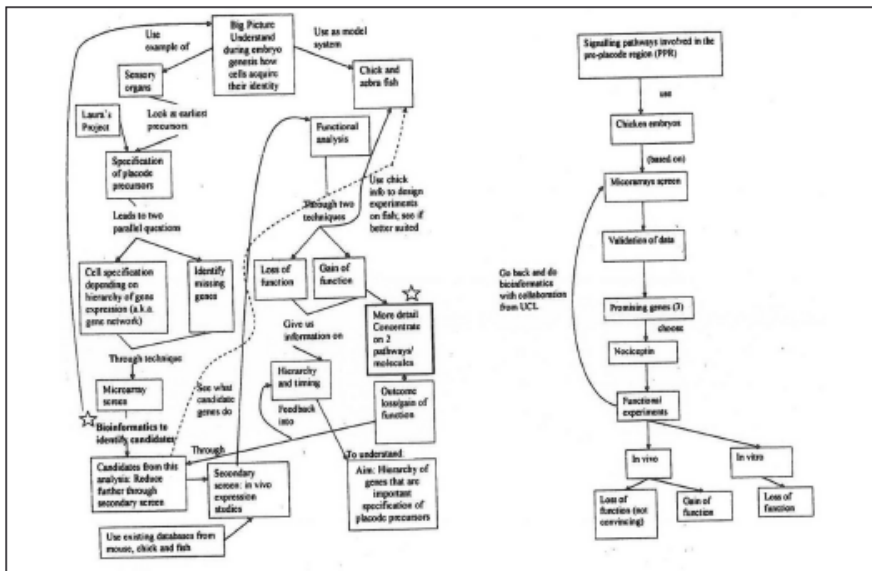 Big Picture
Understand
during embryo
genesis how
cells acquire
their identity
Use
example of
Use as model
system
Sensory
organs
Chick and
zebra fish
Laura's
Project
Look at earliest
precursors
Functional
analysis
Specification
of placode
precursors
Through two
techniques
Use chick
info to design
experiments
on fish; see if
better suited
Leads to two
parallel questions
Cell specification
depending on
hierarchy of gene
expression (a.k.a.
gene network)
Identify
missing
genes
Loss of
function
Gain of
function
More detail
Concentrate
on 2
pathways/
molecules
Give us
information on
Through technique
Hierarchy
and timing
Microarray
screen
See what
candidate
genes do
Feedback
into
Outcome
loss/gain of
function
Bioinformatics to
identify candidates
Through
Candidates from this
analysis: Reduce
further through
secondary screen
Secondary
screen: in vivo
expression
studies
To understand:
Aim: Hierarchy of
genes that are
important
specification of
placode precursors
Use existing databases from
mouse, chick and fish
Signalling pathways involved in the
pre-placode region (PPR)
use
Chicken embryos
(based on)
Microarrays screen
Validation of data
Go back and do
bioinformatics
with collaboration
from UCL
Promising genes (3)
choose
Nociceptin
Functional
experiments
In vivo
In vitro
Loss of
function (not
convincing)
Gain of
function
Loss of
function